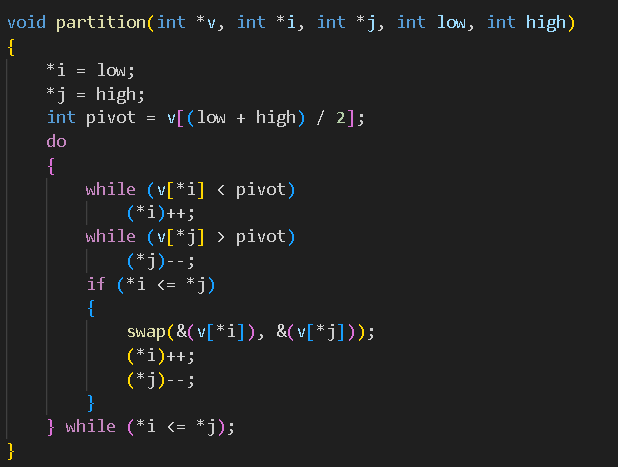 void partition(int *v, int *i, int *j, int low, int high)
{
    *i = low;
    *j = high;
    int pivot = v[(low + high) / 2];
    do
    {
        while (v[*i] < pivot)
            (*i)++;
        while (v[*j] > pivot)
            (*j)--;
        if (*i <= *j)
        {
            swap(&(v[*i]), &(v[*j]));
            (*i)++;
            (*j)--;
        }
    } while (*i <= *j);
}